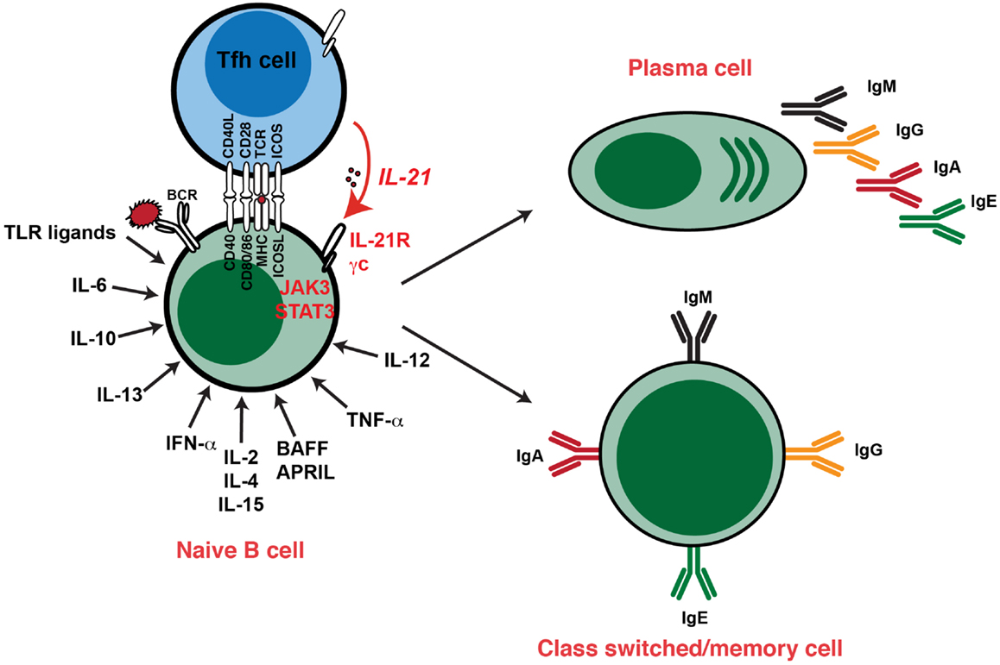 Tfh cell
CD40L
CD28
TCR
ICOS
IL-21
BCR
TLR ligands
CD40
CD80/86
MHC
ICOSL
IL-21R
γc
JAK3
STAT3
IL-6
IL-10
IL-13
IFN-α
IL-2
IL-4
IL-15
BAFF
APRIL
TNF-α
IL-12
Naive B cell
Plasma cell
IgM
IgG
IgA
IgE
IgM
IgA
IgG
IgE
Class switched/memory cell